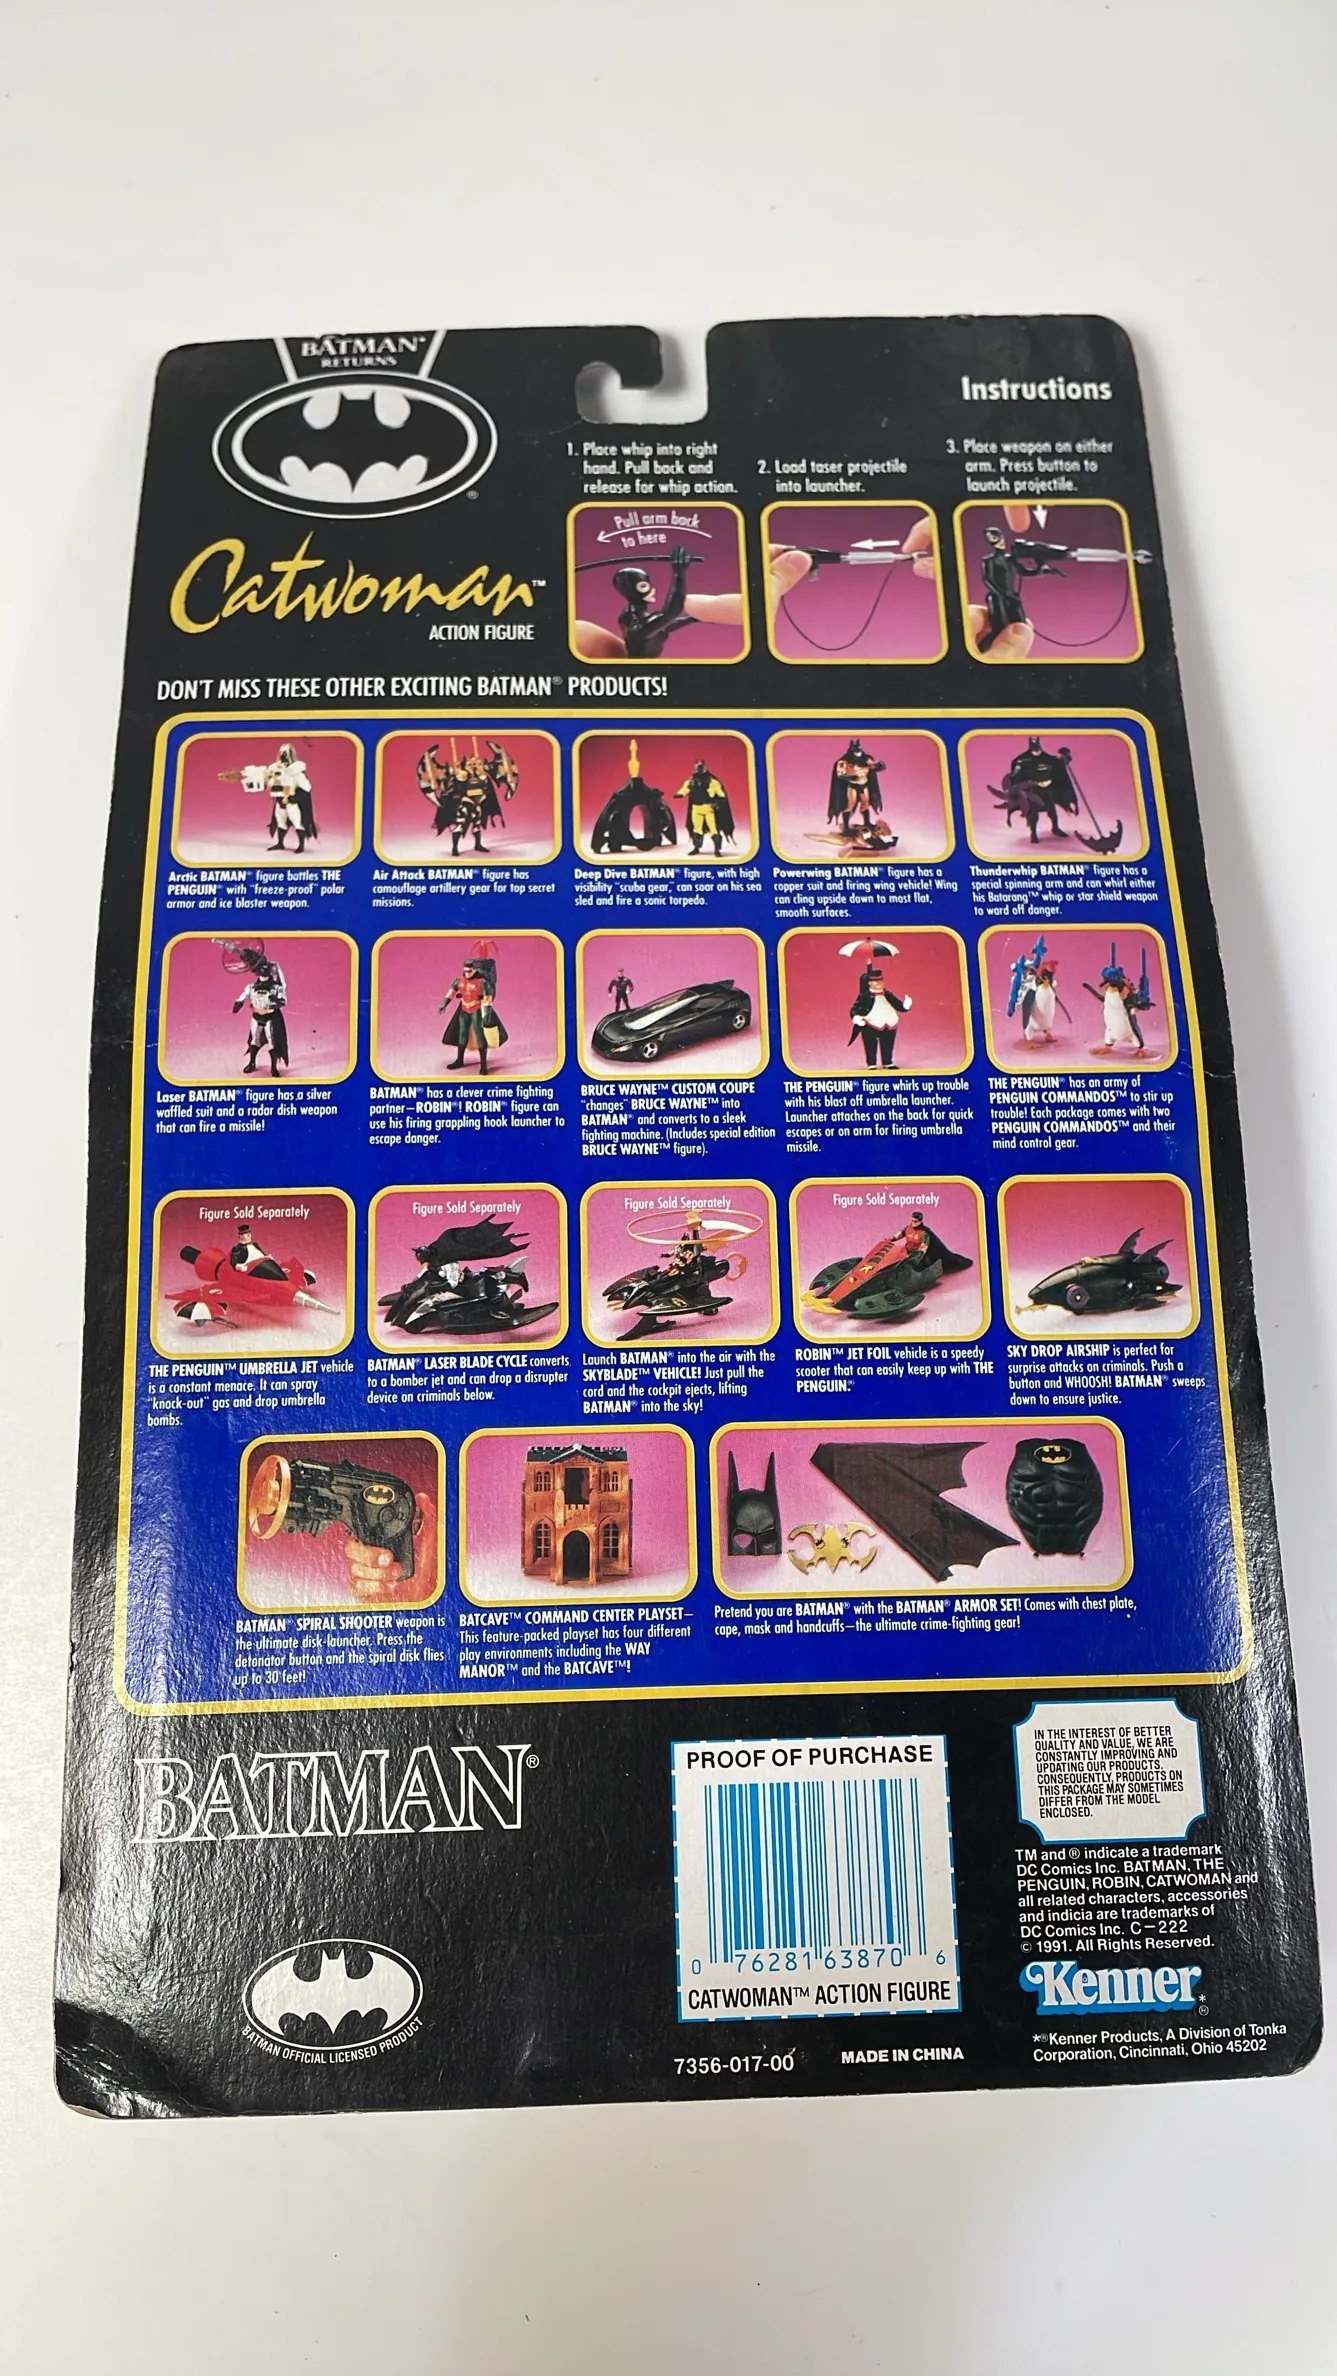 BATMAN®
RETURNS
®
Catwoman™
ACTION FIGURE
Instructions
1. Place whip into right
hand. Pull back and
release for whip action.
Pull arm back
to here
2. Load taser projectile
into launcher.
3. Place weapon on either
arm. Press button to
launch projectile.
DON'T MISS THESE OTHER EXCITING BATMAN® PRODUCTS!
Arctic BATMAN® figure battles THE
PENGUIN® with "freeze-proof" polar
armor and ice blaster weapon.
Air Attack BATMAN® figure has
camouflage artillery gear for top secret
missions.
Deep Dive BATMAN® figure, with high
visibility "scuba gear," can soar on his sea
sled and fire a sonic torpedo.
Powerwing BATMAN® figure has a
copper suit and firing wing vehicle! Wing
can cling upside down to most flat,
smooth surfaces.
Thunderwhip BATMAN® figure has a
special spinning arm and can whirl either
his Batarang™ whip or star shield weapon
to ward off danger.
Laser BATMAN® figure has a silver
waffled suit and a radar dish weapon
that can fire a missile!
BATMAN® has a clever crime fighting
partner—ROBIN®! ROBIN® figure can
use his firing grappling hook launcher to
escape danger.
BRUCE WAYNE™ CUSTOM COUPE
"changes" BRUCE WAYNE™ into
BATMAN® and converts to a sleek
fighting machine. (Includes special edition
BRUCE WAYNE™ figure).
THE PENGUIN® figure whirls up trouble
with his blast off umbrella launcher.
Launcher attaches on the back for quick
escapes or on arm for firing umbrella
missile.
THE PENGUIN® has an army of
PENGUIN COMMANDOS™ to stir up
trouble! Each package comes with two
PENGUIN COMMANDOS™ and their
mind control gear.
Figure Sold Separately
THE PENGUIN™ UMBRELLA JET vehicle
is a constant menace. It can spray
"knock-out" gas and drop umbrella
bombs.
Figure Sold Separately
BATMAN® LASER BLADE CYCLE converts
to a bomber jet and can drop a disrupter
device on criminals below.
Figure Sold Separately
Launch BATMAN® into the air with the
SKYBLADE™ VEHICLE! Just pull the
cord and the cockpit ejects, lifting
BATMAN® into the sky!
Figure Sold Separately
ROBIN™ JET FOIL vehicle is a speedy
scooter that can easily keep up with THE
PENGUIN.®
SKY DROP AIRSHIP is perfect for
surprise attacks on criminals. Push a
button and WHOOSH! BATMAN® sweeps
down to ensure justice.
BATMAN® SPIRAL SHOOTER weapon is
the ultimate disk-launcher. Press the
detonator button and the spiral disk flies
up to 30 feet!
BATCAVE™ COMMAND CENTER PLAYSET—
This feature-packed playset has four different
play environments including the WAY
MANOR™ and the BATCAVE™!
Pretend you are BATMAN® with the BATMAN® ARMOR SET! Comes with chest plate,
cape, mask and handcuffs—the ultimate crime-fighting gear!
BATMAN®
BATMAN OFFICIAL LICENSED PRODUCT
PROOF OF PURCHASE
0 76281 63870 6
CATWOMAN™ ACTION FIGURE
7356-017-00
MADE IN CHINA
IN THE INTEREST OF BETTER
QUALITY AND VALUE, WE ARE
CONSTANTLY IMPROVING AND
UPDATING OUR PRODUCTS.
CONSEQUENTLY, PRODUCTS ON
THIS PACKAGE MAY SOMETIMES
DIFFER FROM THE MODEL
ENCLOSED.
TM and ® indicate a trademark
DC Comics Inc. BATMAN, THE
PENGUIN, ROBIN, CATWOMAN and
all related characters, accessories
and indicia are trademarks of
DC Comics Inc. C-222
© 1991. All Rights Reserved.
Kenner*®
*®Kenner Products, A Division of Tonka
Corporation, Cincinnati, Ohio 45202